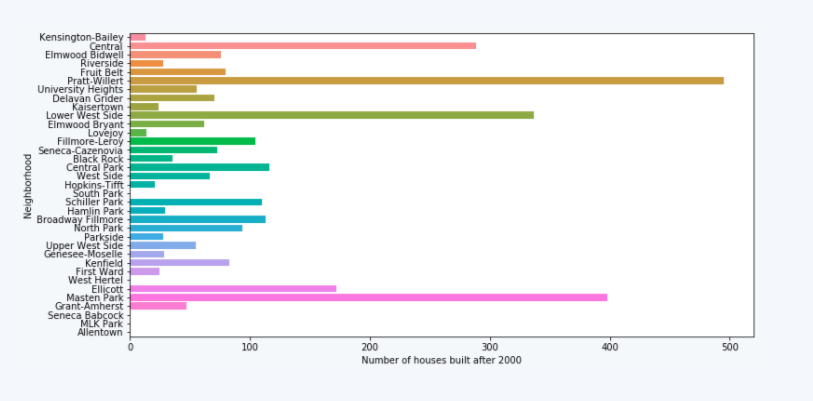 Kensington-Bailey
Central
Elmwood Bidwell
Riverside
Fruit Belt
Pratt-Willert
University Heights
Delavan Grider
Kaisertown
Lower West Side
Elmwood Bryant
Lovejoy
Fillmore-Leroy
Seneca-Cazenovia
Black Rock
Central Park
West Side
Hopkins-Tifft
South Park
Schiller Park
Hamlin Park
Broadway Fillmore
North Park
Parkside
Upper West Side
Genesee-Moselle
Kenfield
First Ward
West Hertel
Ellicott
Masten Park
Grant-Amherst
Seneca Babcock
MLK Park
Allentown
Neighborhood
0 100 200 300 400 500
Number of houses built after 2000